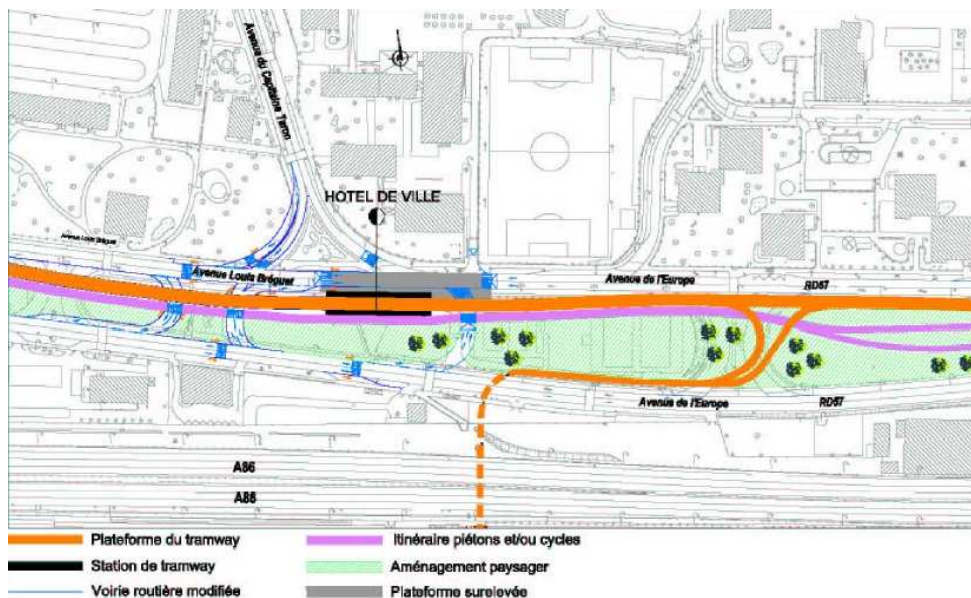 Avenue du Capitaine Tarron
HOTEL DE VILLE
Avenue Louis Bréguet
Avenue Louis Bréguet
Avenue de l'Europe
RD57
Avenue de l'Europe
RD57
A86
A86
Plateforme du tramway
Itinéraire piétons et/ou cycles
Station de tramway
Aménagement paysager
Voirie routière modifiée
Plateforme surelevée